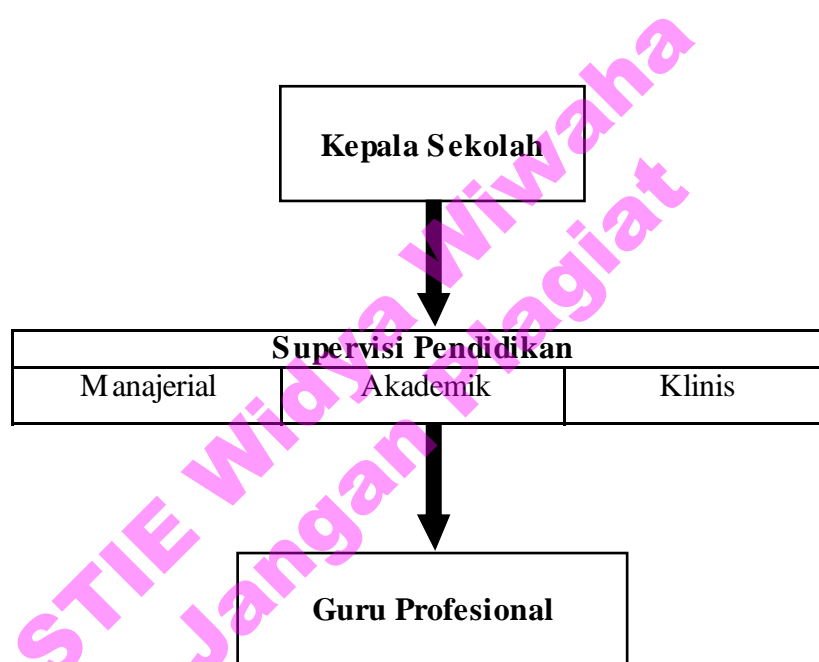 Kepala Sekolah
Supervisi Pendidikan
Manajerial Akademik Klinis
Guru Profesional
STIE Widya Wiwaha
Jangan Plagiat